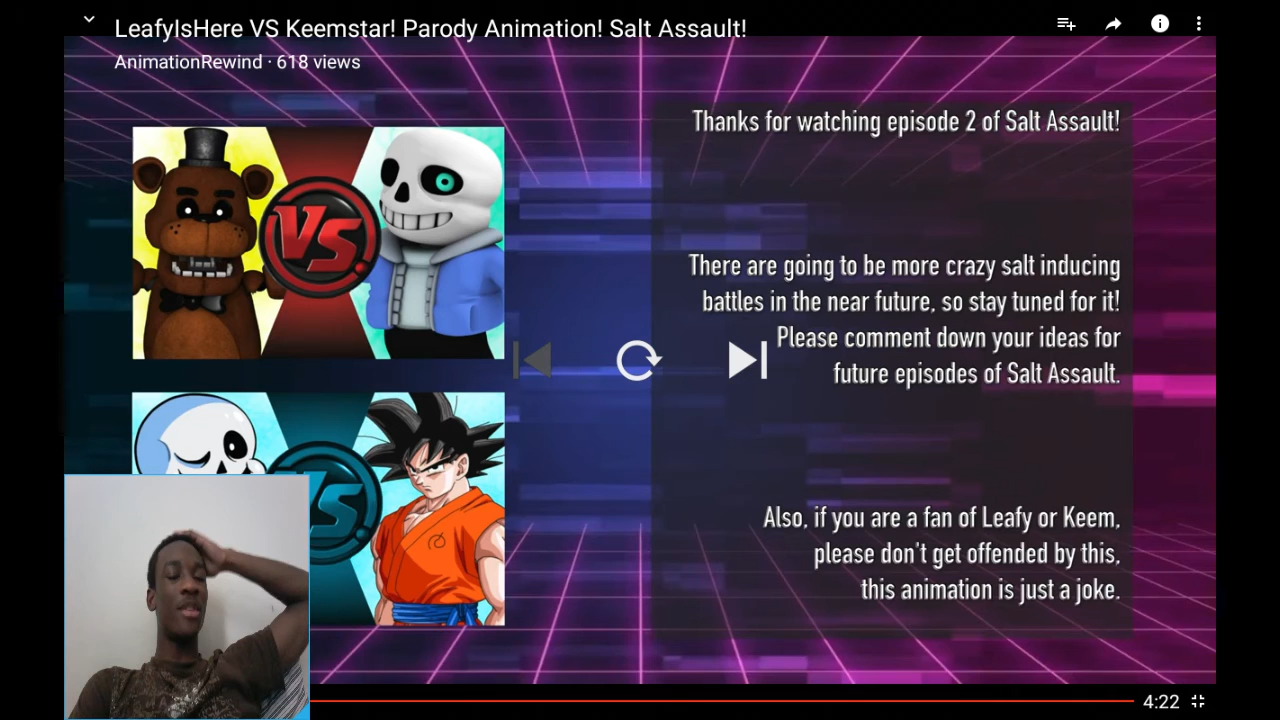 LeafyIsHere VS Keemstar! Parody Animation! Salt Assault!
AnimationRewind · 618 views
Thanks for watching episode 2 of Salt Assault!
VS
There are going to be more crazy salt inducing
battles in the near future, so stay tuned for it!
Please comment down your ideas for
future episodes of Salt Assault.
VS
Also, if you are a fan of Leafy or Keem,
please don't get offended by this,
this animation is just a joke.
4:22